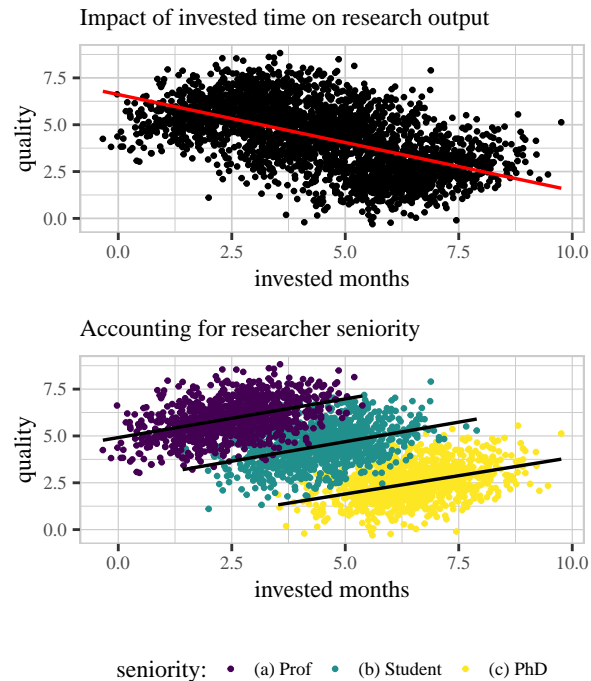 Impact of invested time on research output
7.5
5.0
2.5
0.0
quality
0.0 2.5 5.0 7.5 10.0
invested months
Accounting for researcher seniority
7.5
5.0
2.5
0.0
quality
0.0 2.5 5.0 7.5 10.0
invested months
seniority: (a) Prof (b) Student (c) PhD